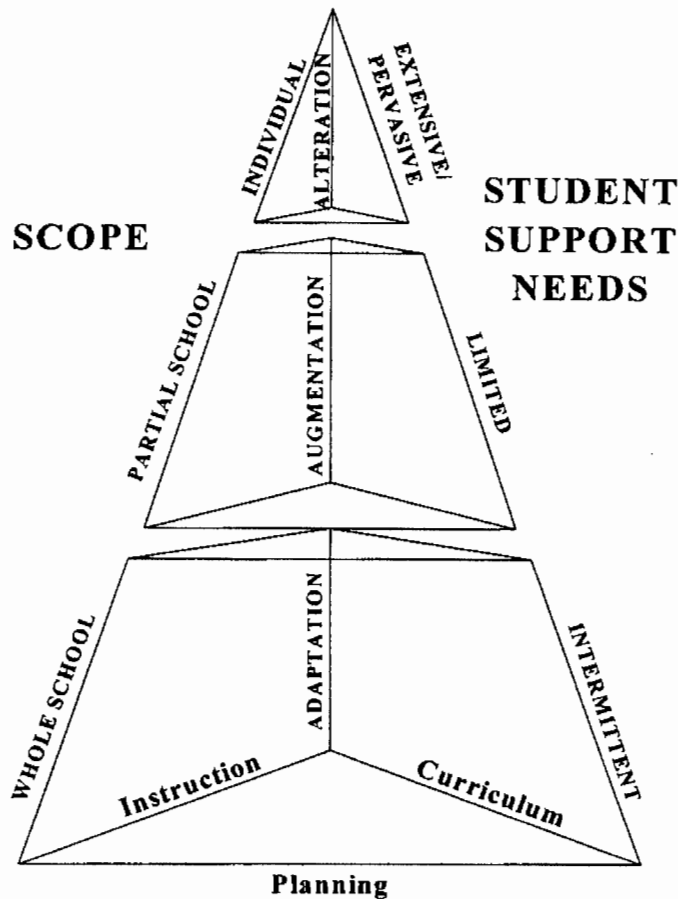 INDIVIDUAL
ALTERATION
EXTENSIVE/
PERVASIVE
SCOPE
STUDENT
SUPPORT
NEEDS
PARTIAL SCHOOL
AUGMENTATION
LIMITED
WHOLE SCHOOL
ADAPTATION
INTERMITTENT
Instruction
Curriculum
Planning